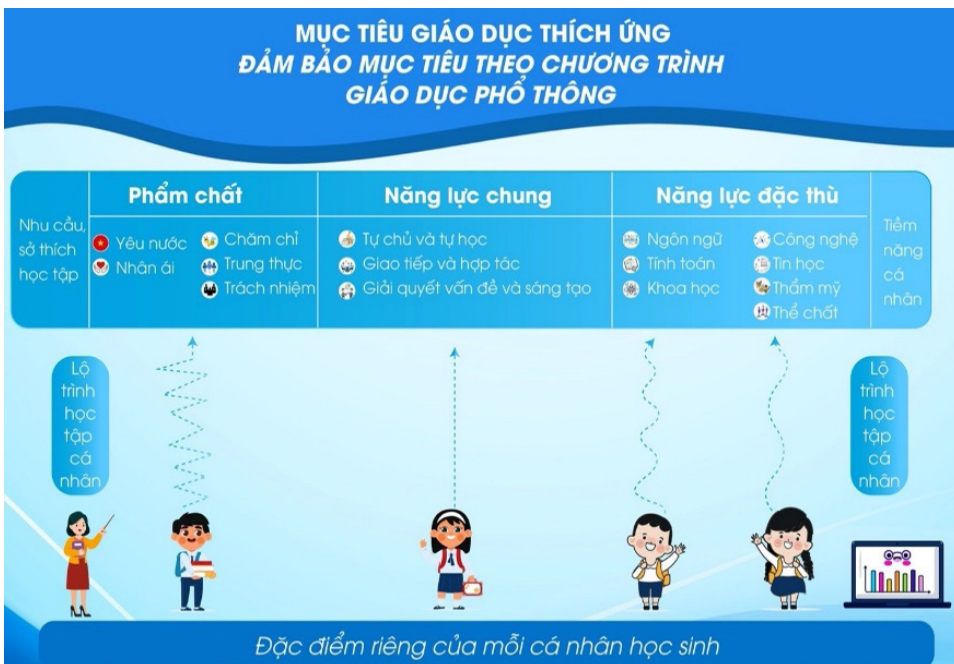 MỤC TIÊU GIÁO DỤC THÍCH ỨNG
ĐẢM BẢO MỤC TIÊU THEO CHƯƠNG TRÌNH
GIÁO DỤC PHỔ THÔNG
Nhu cầu,
sở thích
học tập
Phẩm chất
Yêu nước
Nhân ái
Chăm chỉ
Trung thực
Trách nhiệm
Năng lực chung
Tự chủ và tự học
Giao tiếp và hợp tác
Giải quyết vấn đề và sáng tạo
Năng lực đặc thù
Ngôn ngữ
Tính toán
Khoa học
Công nghệ
Tin học
Thẩm mỹ
Thể chất
Tiềm
năng
cá
nhân
Lộ
trình
học
tập
cá
nhân
Lộ
trình
học
tập
cá
nhân
Đặc điểm riêng của mỗi cá nhân học sinh